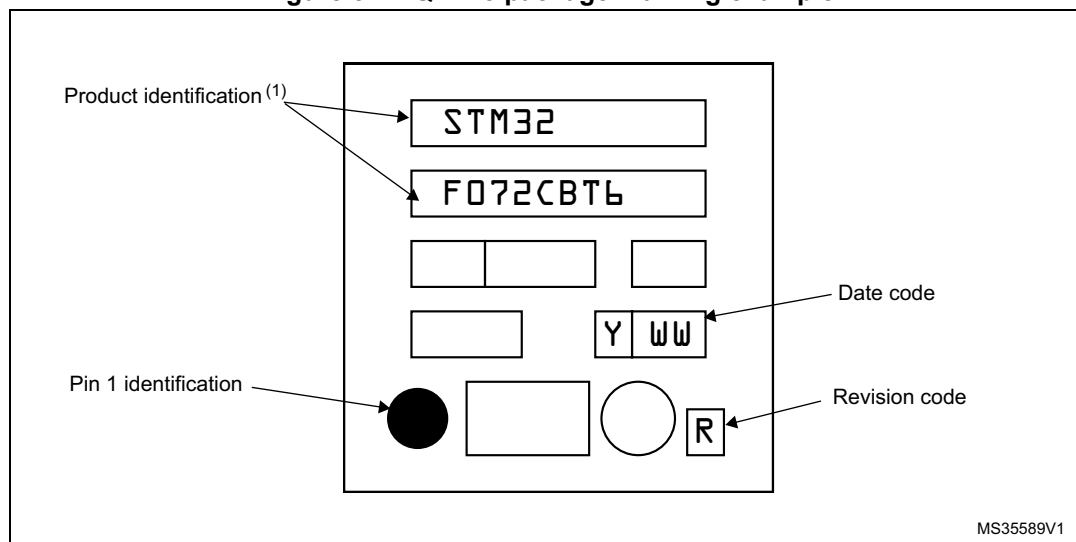 Product identification (1)
STM32
F072CBT6
Y WW
Date code
Pin 1 identification
R
Revision code
MS35589V1